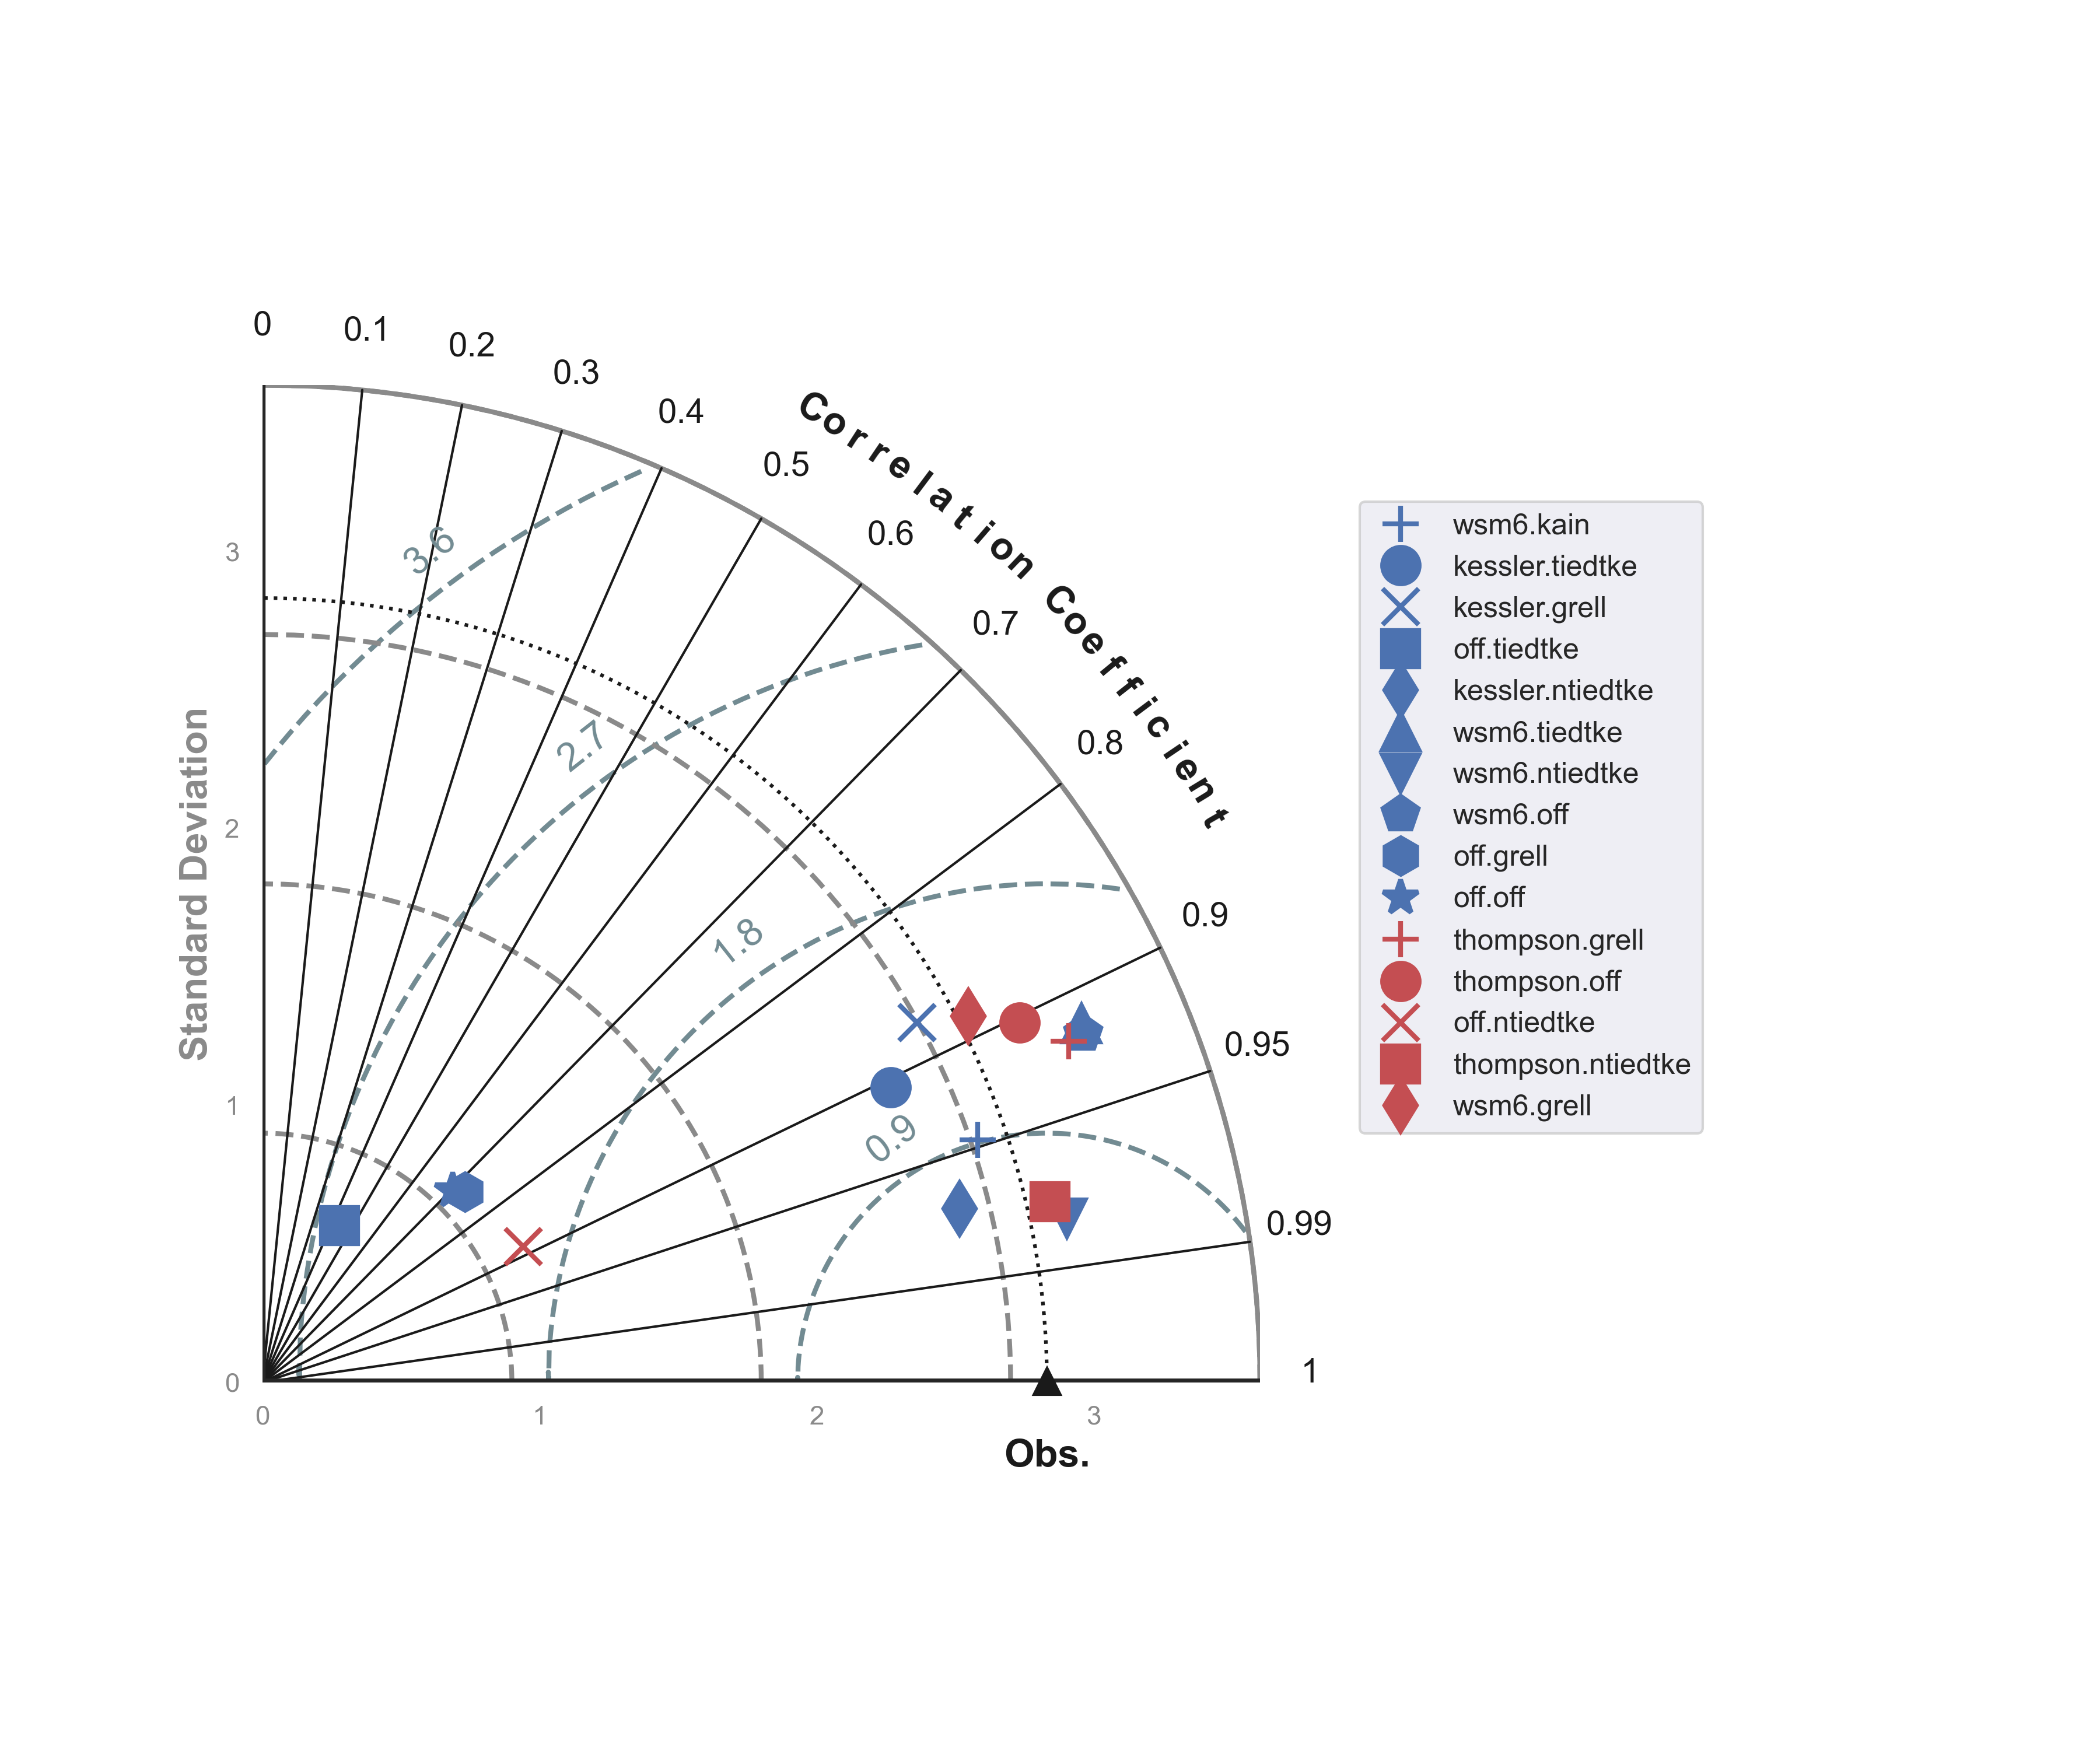 0
0.1
0.2
0.3
0.4
0.5
0.6
0.7
0.8
0.9
0.95
0.99
1
Correlation Coefficient
3.6
2.7
1.8
0.9
Standard Deviation
3
2
1
0
0
1
2
3
Obs.
wsm6.kain
kessler.tiedtke
kessler.grell
off.tiedtke
kessler.ntiedtke
wsm6.tiedtke
wsm6.ntiedtke
wsm6.off
off.grell
off.off
thompson.grell
thompson.off
off.ntiedtke
thompson.ntiedtke
wsm6.grell